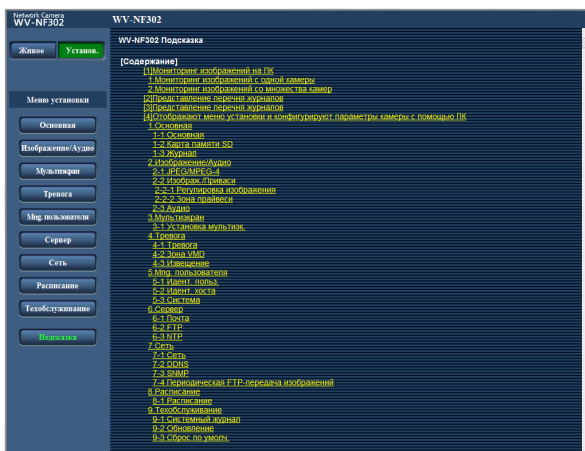 Network Camera
WV-NF302
WV-NF302
Живое
Установ.
Меню установки
Основная
Изображение/Аудио
Мультиэкран
Тревога
Mng. пользователя
Сервер
Сеть
Расписание
Техобслуживание
Подсказка
WV-NF302 Подсказка
[Содержание]
[1]Мониторинг изображений на ПК
1.Мониторинг изображений с одной камеры
2.Мониторинг изображений со множества камер
[2]Представление перечня журналов
[3]Представление перечня журналов
[4]Отображают меню установки и конфигурируют параметры камеры с помощью ПК
1.Основная
1-1 Основная
1-2 Карта памяти SD
1-3 Журнал
2.Изображение/Аудио
2-1 JPEG/MPEG-4
2-2 Изображ./Приваси
2-2-1 Регулировка изображения
2-2-2 Зона прайвеси
2-3 Аудио
3.Мультиэкран
3-1 Установка мультиэк.
4.Тревога
4-1 Тревога
4-2 Зона VMD
4-3 Извещение
5.Mng. пользователя
5-1 Идент. польз.
5-2 Идент. хоста
5-3 Система
6.Сервер
6-1 Почта
6-2 FTP
6-3 NTP
7.Сеть
7-1 Сеть
7-2 DDNS
7-3 SNMP
7-4 Периодическая FTP-передача изображений
8.Расписание
8-1 Расписание
9.Техобслуживание
9-1 Системный журнал
9-2 Обновление
9-3 Сброс по умолч.